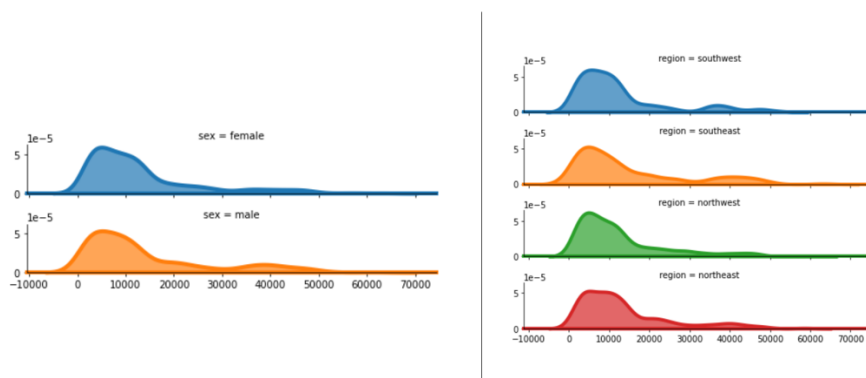 sex = female
1e−5
5
0
sex = male
1e−5
5
0
−10000 0 10000 20000 30000 40000 50000 60000 70000
region = southwest
1e−5
5
0
region = southeast
1e−5
5
0
region = northwest
1e−5
5
0
region = northeast
1e−5
5
0
−10000 0 10000 20000 30000 40000 50000 60000 70000